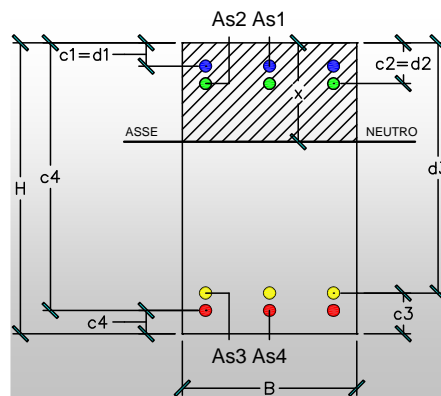 As2 As1
c1=d1
c2=d2
x
ASSE NEUTRO
H
c4
d3
c4
c3
As3 As4
B